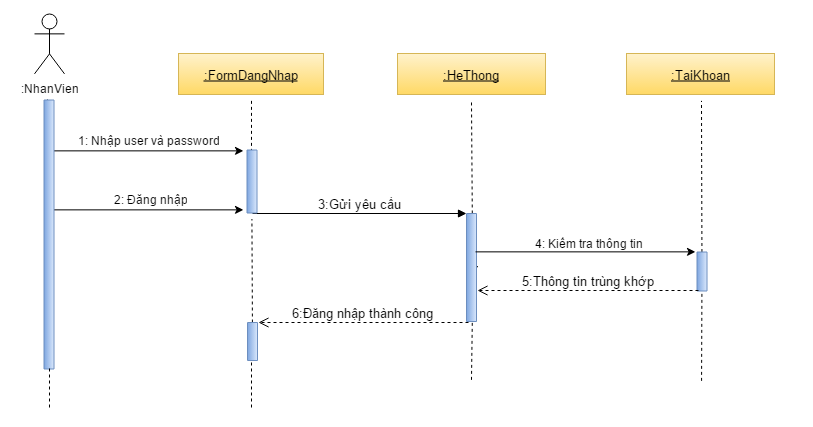 :NhanVien
:FormDangNhap
:HeThong
:TaiKhoan
1: Nhập user và password
2: Đăng nhập
3:Gửi yêu cầu
4: Kiểm tra thông tin
5:Thông tin trùng khớp
6:Đăng nhập thành công